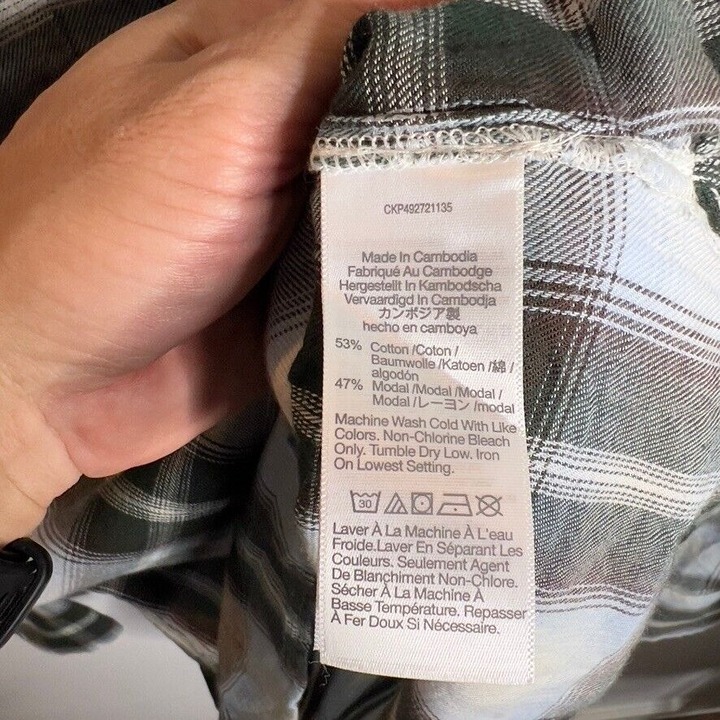 CKP492721135
Made In Cambodia
Fabriqué Au Cambodge
Hergestellt In Kambodscha
Vervaardigd In Cambodja
カンボジア製
hecho en camboya
53% Cotton /Coton /
Baumwolle /Katoen /綿 /
algodón
47% Modal /Modal /Modal /
Modal /レーヨン /modal
Machine Wash Cold With Like
Colors. Non-Chlorine Bleach
Only. Tumble Dry Low. Iron
On Lowest Setting.
30
Laver À La Machine À L'eau
Froide.Laver En Séparant Les
Couleurs. Seulement Agent
De Blanchiment Non-Chlore.
Sécher À La Machine À
Basse Température. Repasser
À Fer Doux Si Nécessaire.